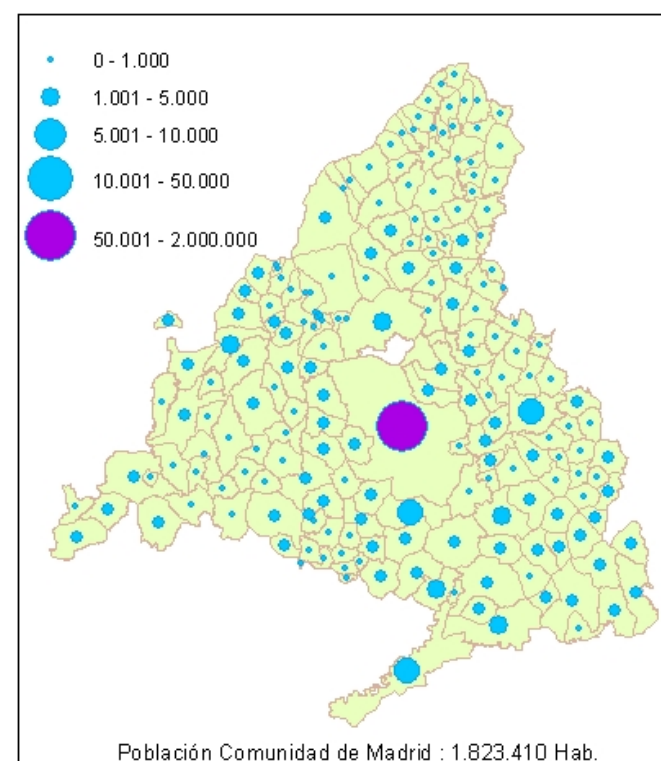 0 - 1.000
1.001 - 5.000
5.001 - 10.000
10.001 - 50.000
50.001 - 2.000.000
Población Comunidad de Madrid : 1.823.410 Hab.